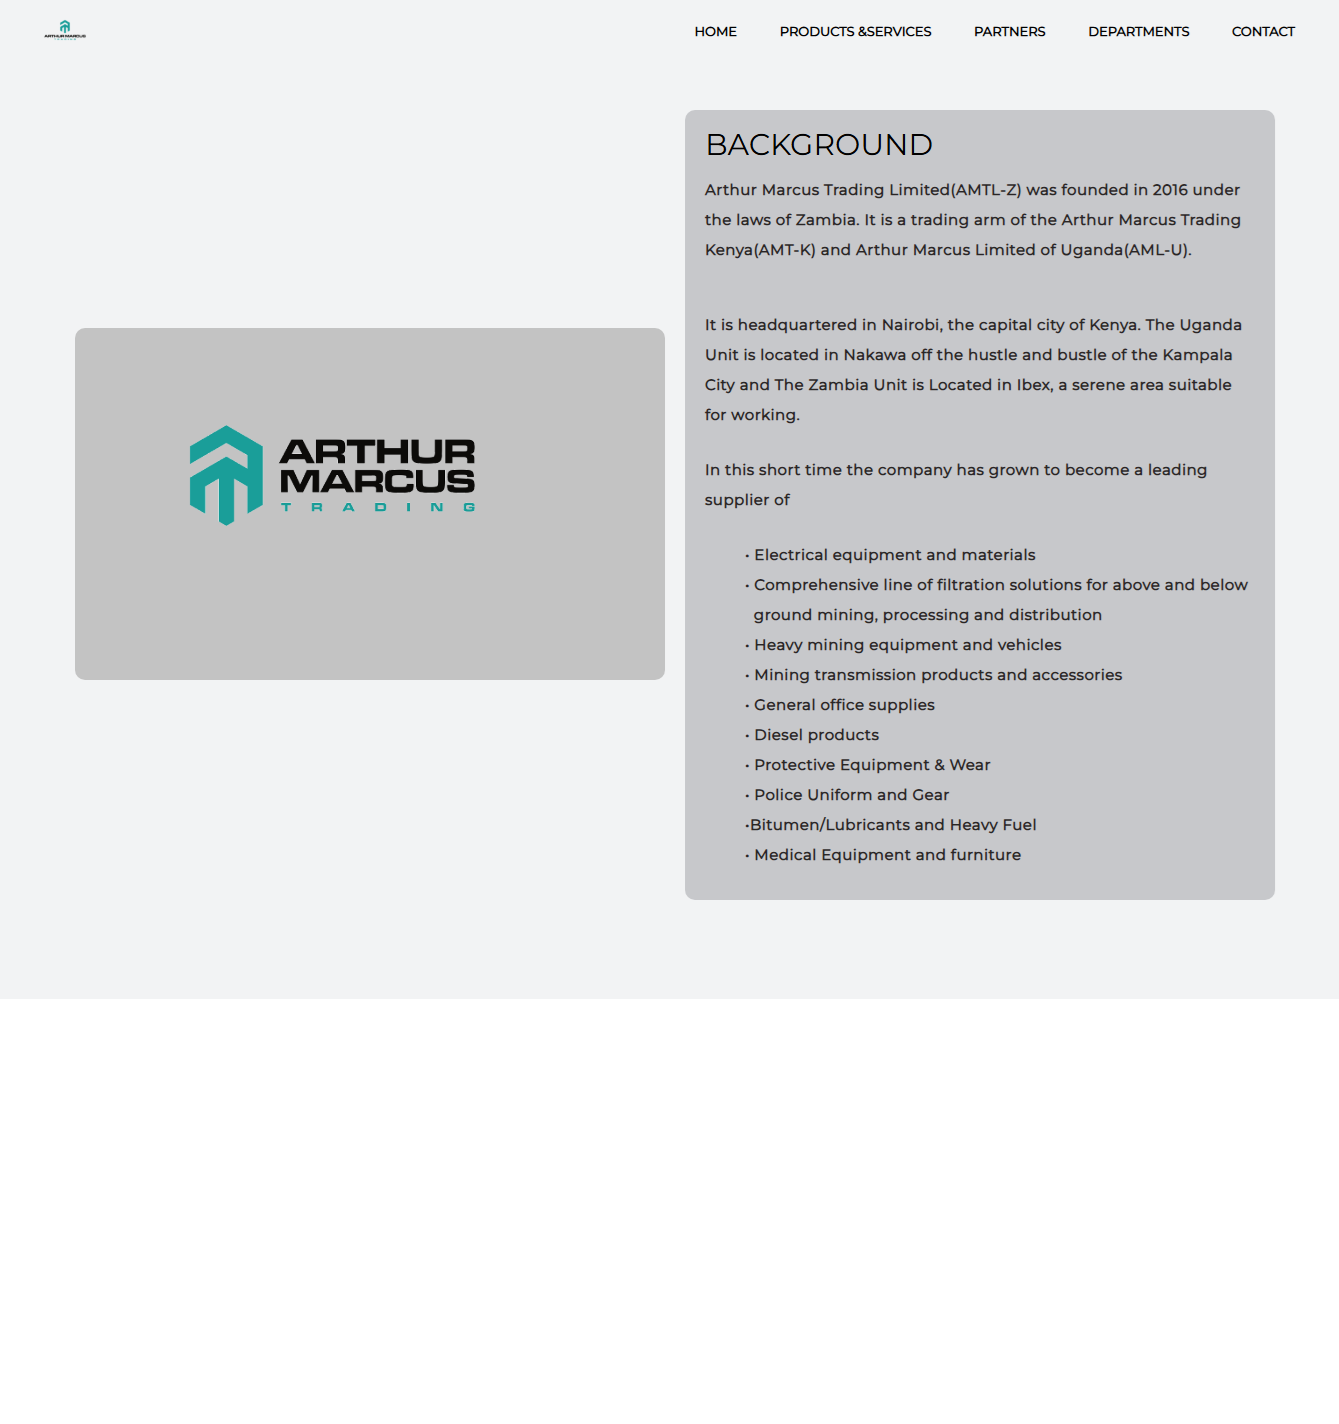 ARTHUR MARCUS
HOME PRODUCTS &SERVICES PARTNERS DEPARTMENTS CONTACT
BACKGROUND
Arthur Marcus Trading Limited(AMTL-Z) was founded in 2016 under
the laws of Zambia. It is a trading arm of the Arthur Marcus Trading
Kenya(AMT-K) and Arthur Marcus Limited of Uganda(AML-U).
It is headquartered in Nairobi, the capital city of Kenya. The Uganda
Unit is located in Nakawa off the hustle and bustle of the Kampala
City and The Zambia Unit is Located in Ibex, a serene area suitable
for working.
In this short time the company has grown to become a leading
supplier of
• Electrical equipment and materials
• Comprehensive line of filtration solutions for above and below
ground mining, processing and distribution
• Heavy mining equipment and vehicles
• Mining transmission products and accessories
• General office supplies
• Diesel products
• Protective Equipment & Wear
• Police Uniform and Gear
•Bitumen/Lubricants and Heavy Fuel
• Medical Equipment and furniture
ARTHUR
MARCUS
TRADING